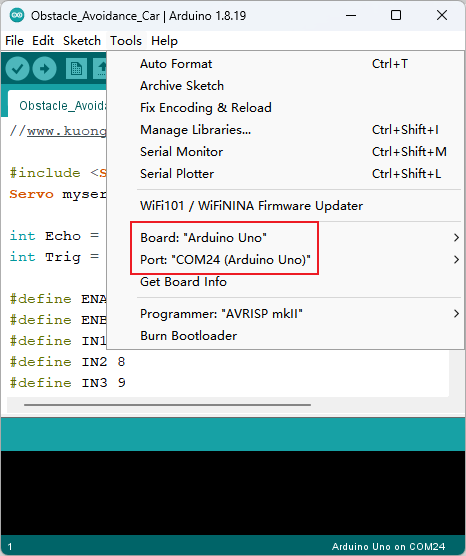 Obstacle_Avoidance_Car | Arduino 1.8.19
File Edit Sketch Tools Help
Auto Format Ctrl+T
Archive Sketch
Fix Encoding & Reload
Manage Libraries... Ctrl+Shift+I
Serial Monitor Ctrl+Shift+M
Serial Plotter Ctrl+Shift+L
WiFi101 / WiFiNINA Firmware Updater
Board: "Arduino Uno"
Port: "COM24 (Arduino Uno)"
Get Board Info
Programmer: "AVRISP mkII"
Burn Bootloader
Obstacle_Avoida
//www.kuong
#include <S
Servo myser
int Echo =
int Trig =
#define ENA
#define ENB
#define IN1
#define IN2 8
#define IN3 9
1 Arduino Uno on COM24